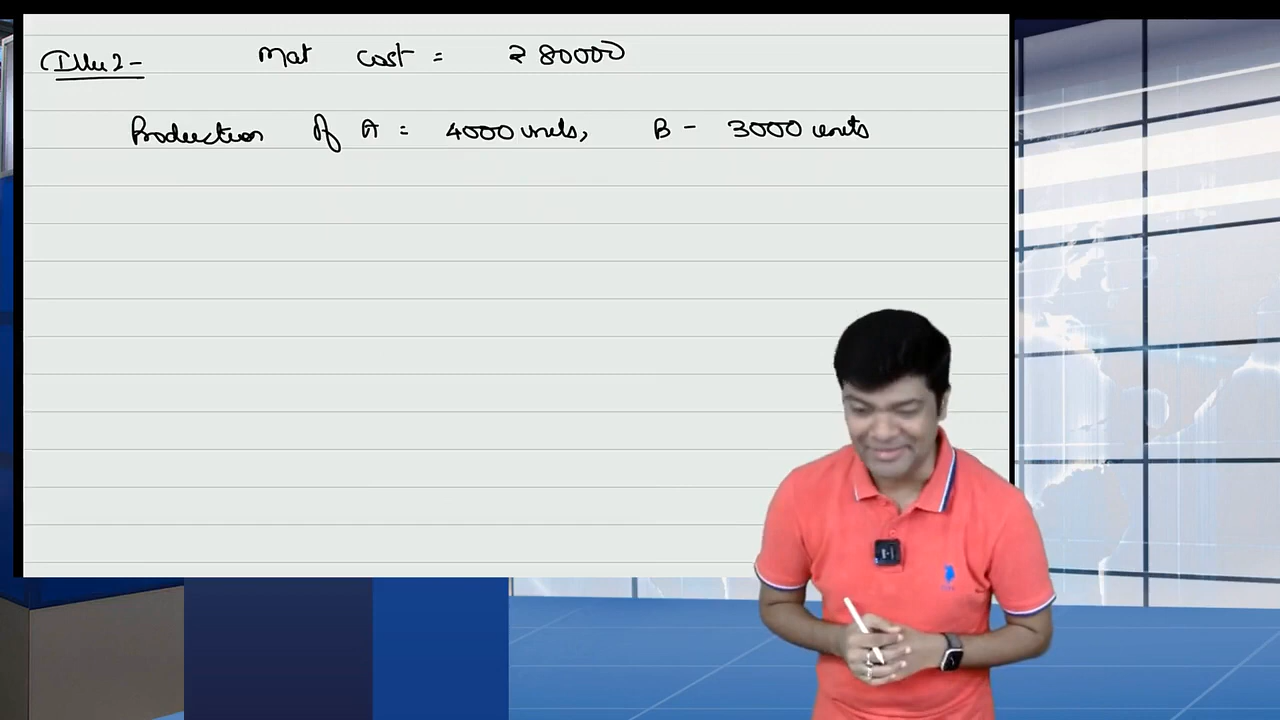 Illu 2 - Mat Cost = ₹ 80000
Production of A = 4000 units, B - 3000 units